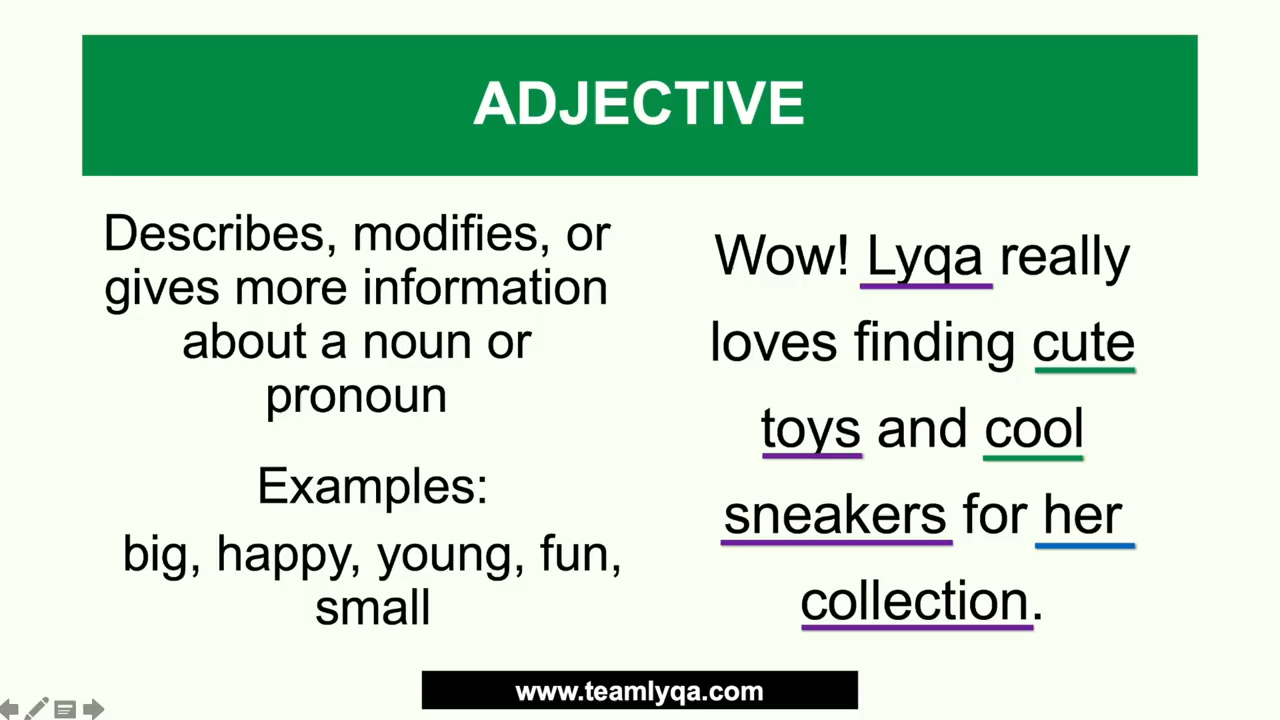 ADJECTIVE
Describes, modifies, or
gives more information
about a noun or
pronoun
Examples:
big, happy, young, fun,
small
Wow! Lyqa really
loves finding cute
toys and cool
sneakers for her
collection.
www.teamlyqa.com